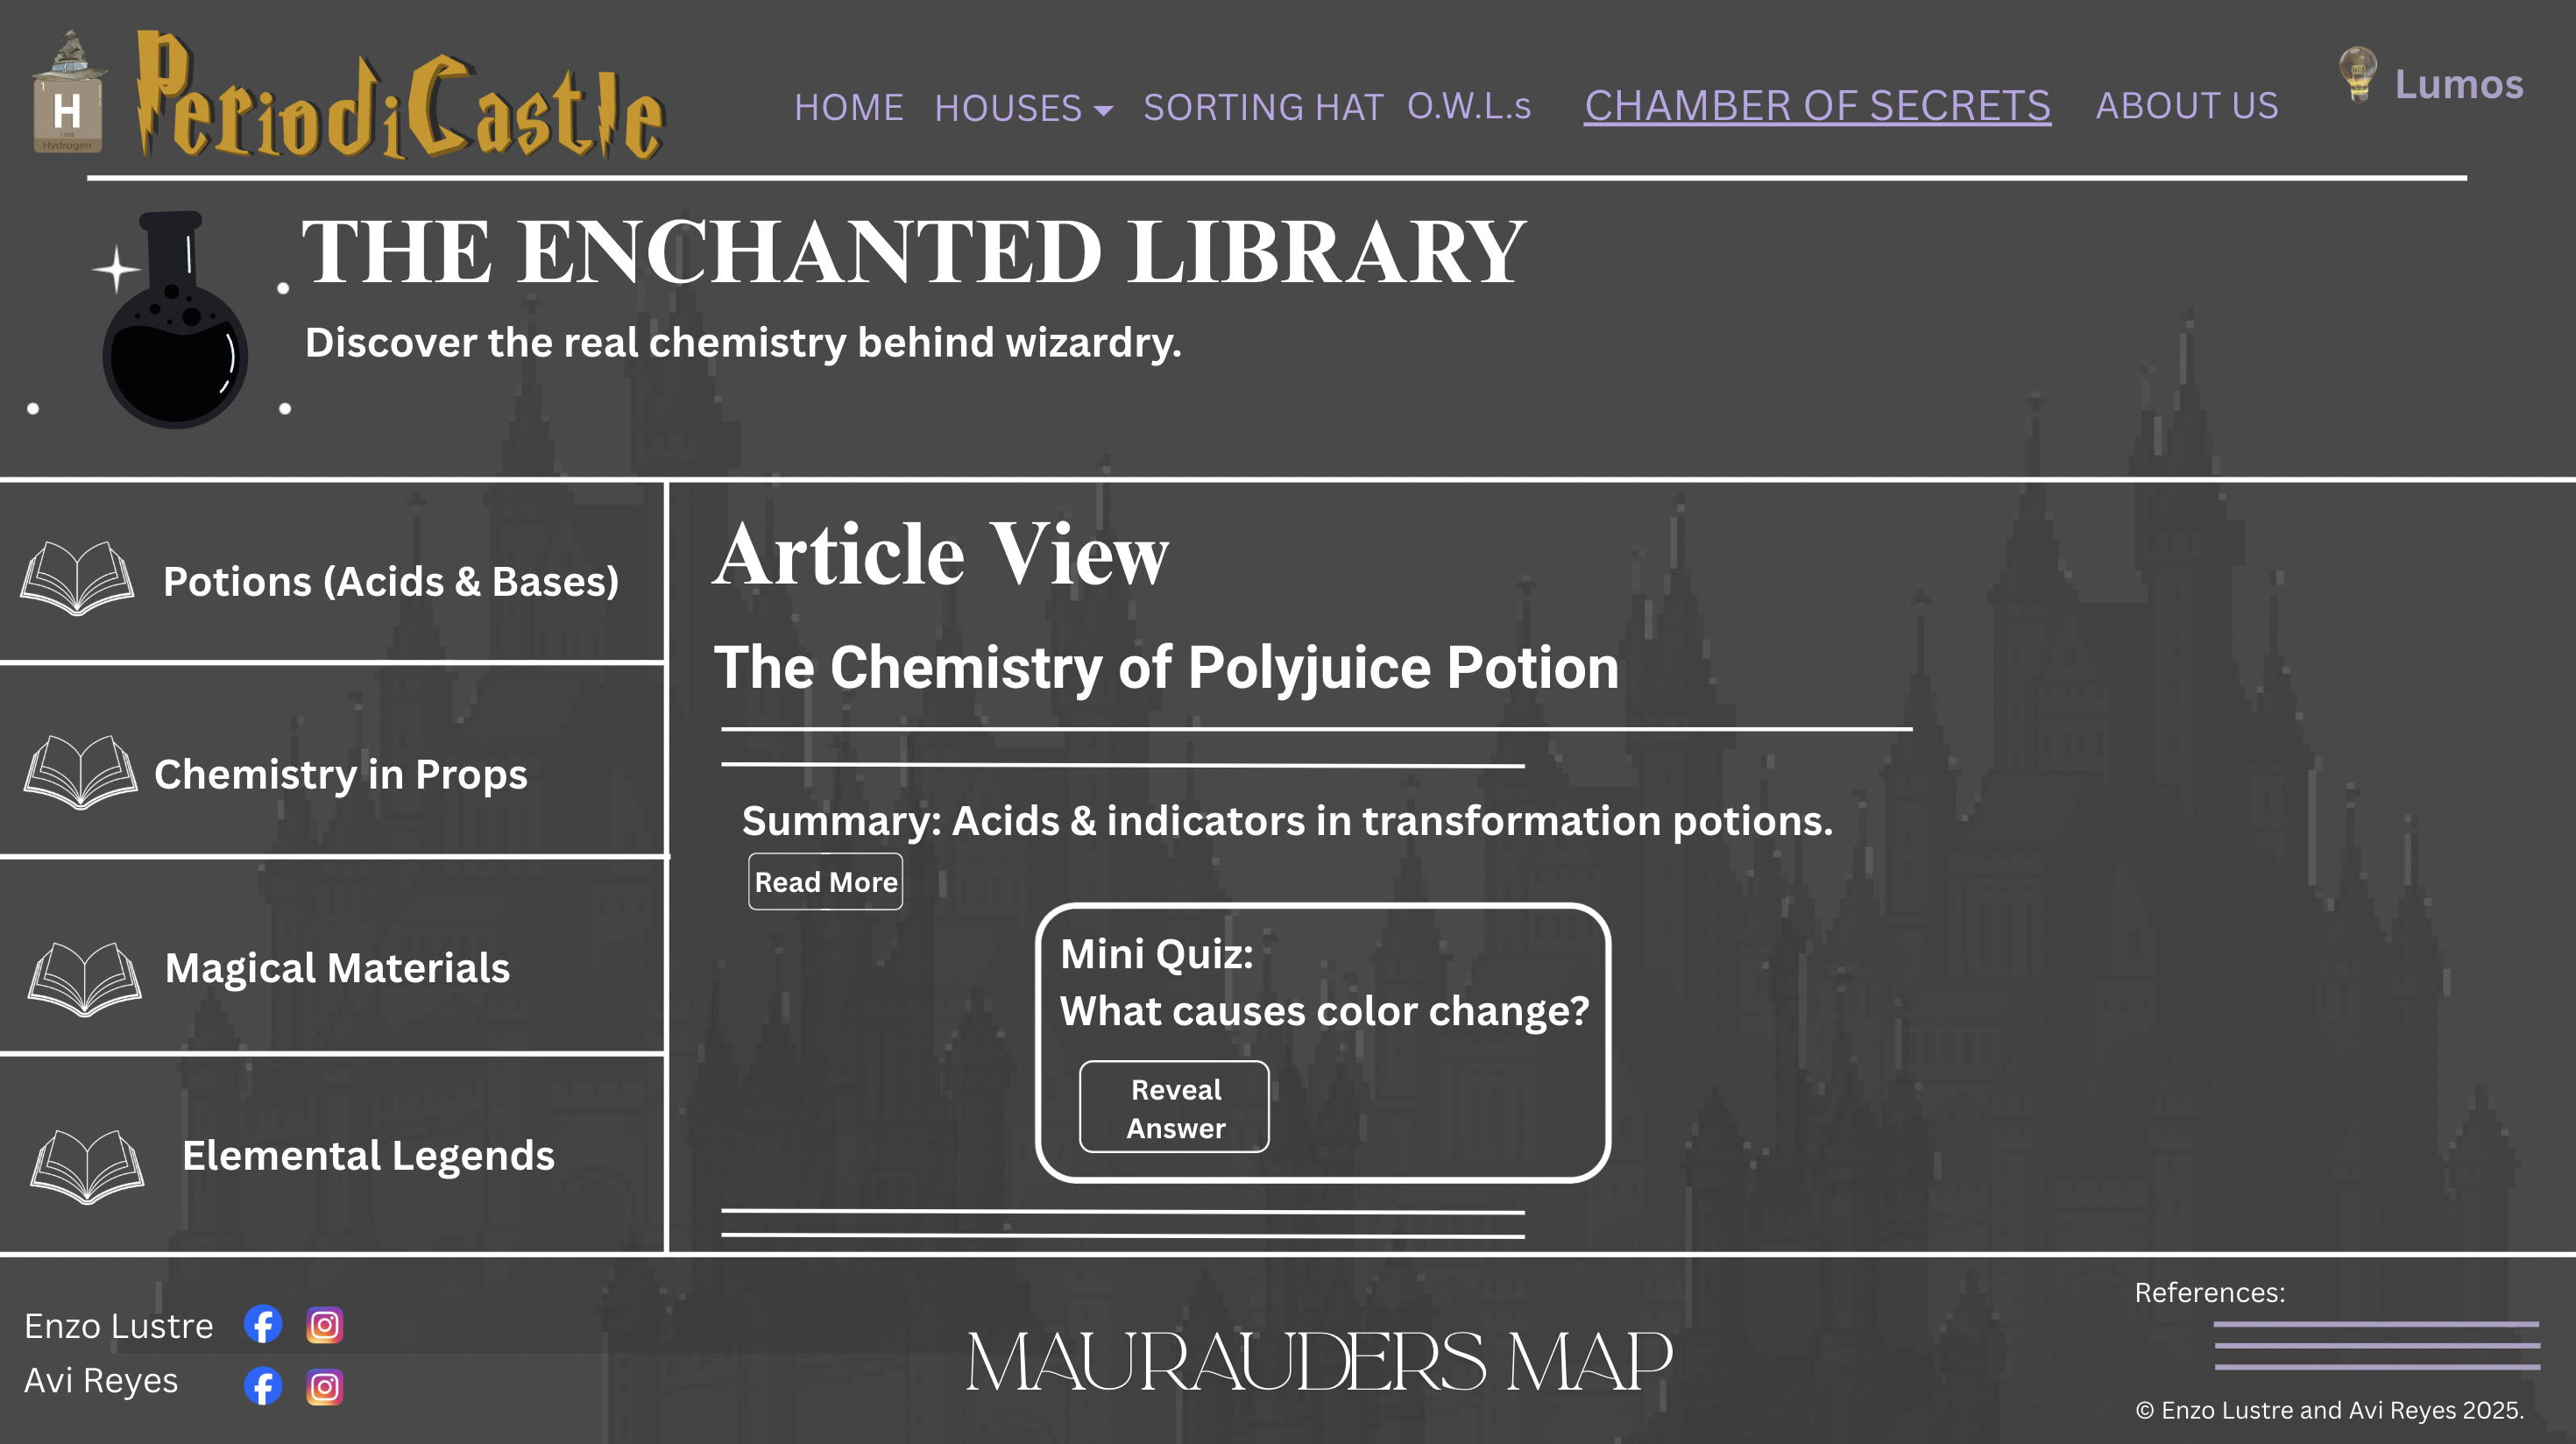 1
H
1.008
Hydrogen
PeriodiCastle
HOME HOUSES SORTING HAT O.W.L.s CHAMBER OF SECRETS ABOUT US Lumos
THE ENCHANTED LIBRARY
Discover the real chemistry behind wizardry.
Potions (Acids & Bases)
Chemistry in Props
Magical Materials
Elemental Legends
Article View
The Chemistry of Polyjuice Potion
Summary: Acids & indicators in transformation potions.
Read More
Mini Quiz:
What causes color change?
Reveal
Answer
Enzo Lustre
Avi Reyes
MAURAUDERS MAP
References:
© Enzo Lustre and Avi Reyes 2025.